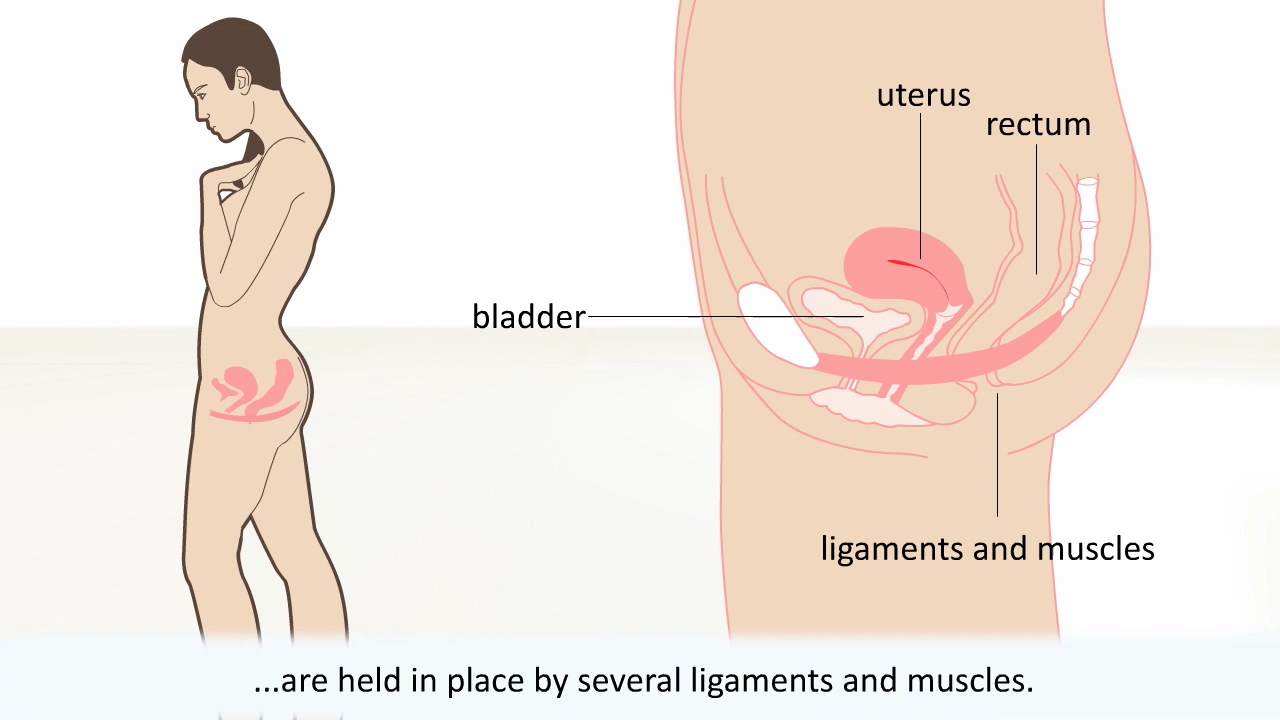 uterus
rectum
bladder
ligaments and muscles
...are held in place by several ligaments and muscles.